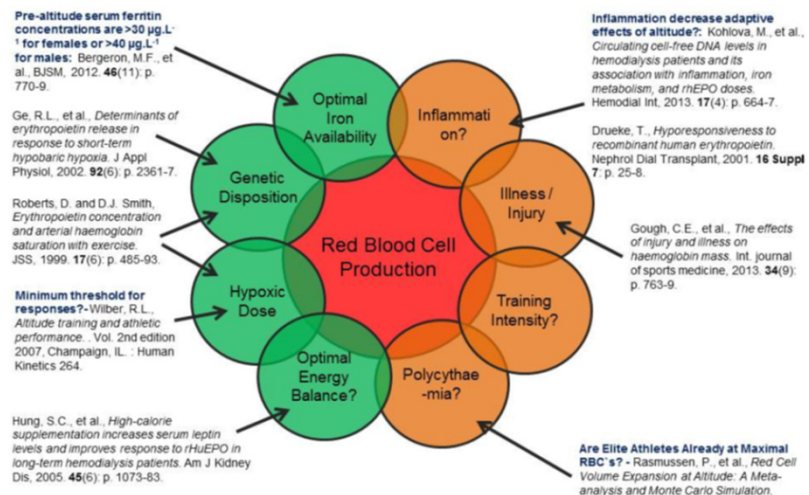 Pre-altitude serum ferritin
concentrations are >30 µg.L-
1 for females or >40 µg.L-1
for males: Bergeron, M.F., et
al., BJSM, 2012. 46(11): p.
770-9.
Ge, R.L., et al., Determinants of
erythropoietin release in
response to short-term
hypobaric hypoxia. J Appl
Physiol, 2002. 92(6): p. 2361-7.
Roberts, D. and D.J. Smith,
Erythropoietin concentration
and arterial haemoglobin
saturation with exercise.
JSS, 1999. 17(6): p. 485-93.
Minimum threshold for
responses?- Wilber, R.L.,
Altitude training and athletic
performance. . Vol. 2nd edition
2007, Champaign, IL. : Human
Kinetics 264.
Hung, S.C., et al., High-calorie
supplementation increases serum leptin
levels and improves response to rHuEPO in
long-term hemodialysis patients. Am J Kidney
Dis, 2005. 45(6): p. 1073-83.
Optimal
Iron
Availability
Genetic
Disposition
Hypoxic
Dose
Optimal
Energy
Balance?
Red Blood Cell
Production
Inflammati
on?
Illness /
Injury
Training
Intensity?
Polycythae
-mia?
Inflammation decrease adaptive
effects of altitude?: Kohlova, M., et al.,
Circulating cell-free DNA levels in
hemodialysis patients and
its association with inflammation, iron
metabolism, and rhEPO doses.
Hemodial Int, 2013. 17(4): p. 664-7.
Drueke, T., Hyporesponsiveness to
recombinant human erythropoietin.
Nephrol Dial Transplant, 2001. 16 Suppl
7: p. 25-8.
Gough, C.E., et al., The effects
of injury and illness on
haemoglobin mass. Int. journal
of sports medicine, 2013. 34(9):
p. 763-9.
Are Elite Athletes Already at Maximal
RBC`s? - Rasmussen, P., et al., Red Cell
Volume Expansion at Altitude: A Meta-
analysis and Monte Carlo Simulation.